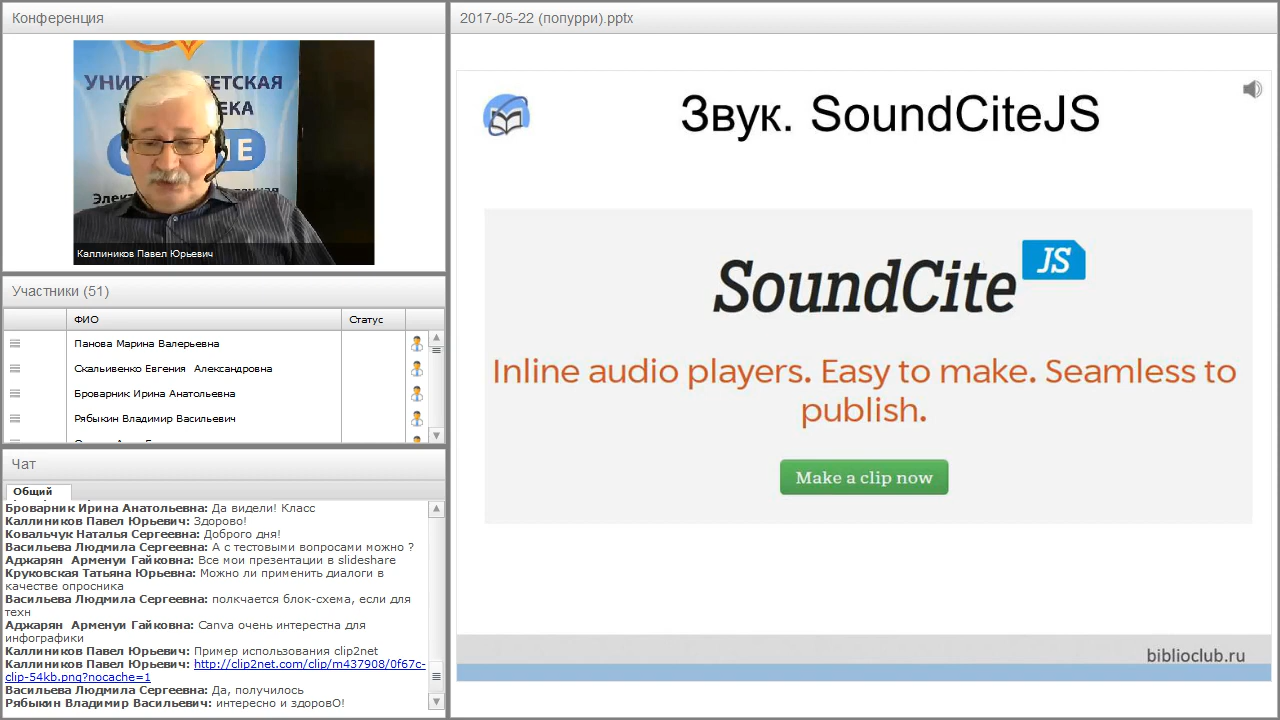 Конференция
УНИВ
СЕТСКАЯ
ЕКА
Каллиников Павел Юрьевич
Участники (51)
ФИО
Статус
Панова Марина Валерьевна
Скальивенко Евгения Александровна
Броварник Ирина Анатольевна
Рябыкин Владимир Васильевич
Чат
Общий
Броварник Ирина Анатольевна: Да видели! Класс
Каллиников Павел Юрьевич: Здорово!
Ковальчук Наталья Сергеевна: Доброго дня!
Васильева Людмила Сергеевна: А с тестовыми вопросами можно ?
Аджарян Арменуи Гайковна: Все мои презентации в slideshare
Круковская Татьяна Юрьевна: Можно ли применить диалоги в
качестве опросника
Васильева Людмила Сергеевна: полкчается блок-схема, если для
техн
Аджарян Арменуи Гайковна: Canva очень интерестна для
инфографики
Каллиников Павел Юрьевич: Пример использования clip2net
Каллиников Павел Юрьевич: http://clip2net.com/clip/m437908/0f67c-
clip-54kb.png?nocache=1
Васильева Людмила Сергеевна: Да, получилось
Рябыкин Владимир Васильевич: интересно и здоровО!
2017-05-22 (попурри).pptx
Звук. SoundCiteJS
SoundCite JS
Inline audio players. Easy to make. Seamless to
publish.
Make a clip now
biblioclub.ru